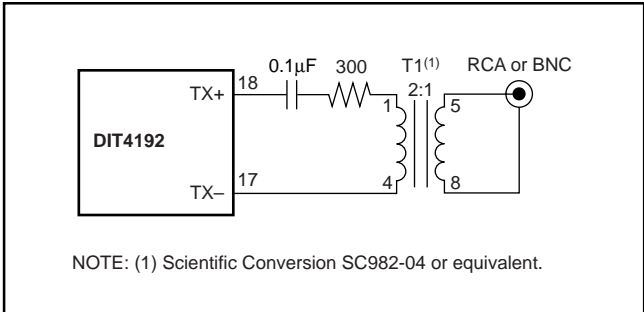 0.1µF 300 T1(1) RCA or BNC
2:1
TX+ 18
1 5
DIT4192
4 8
TX– 17
NOTE: (1) Scientific Conversion SC982-04 or equivalent.